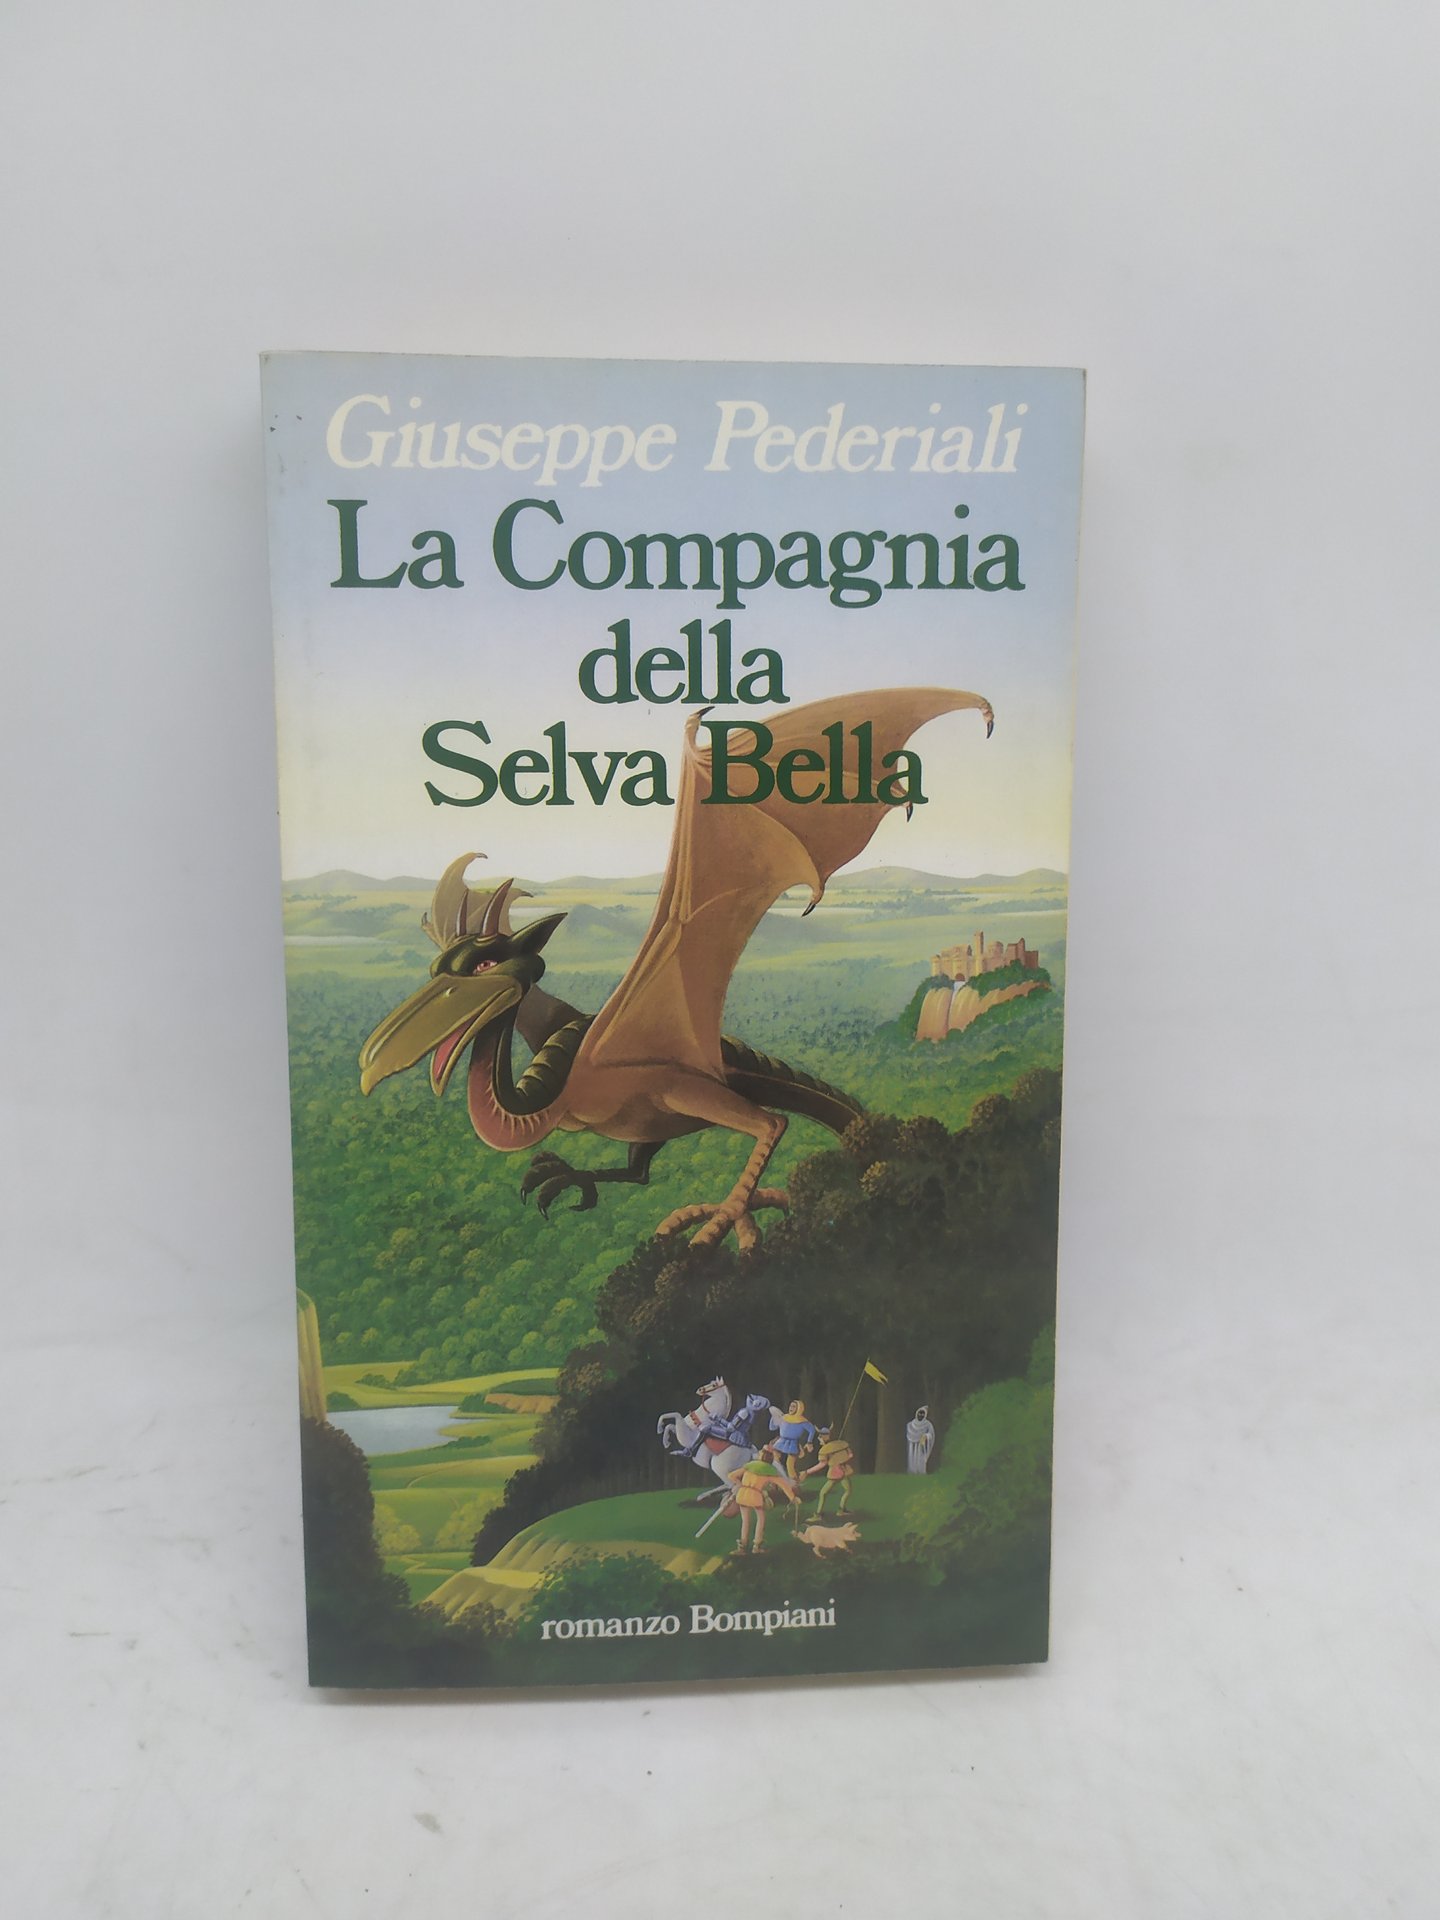 Giuseppe Pederiali
La Compagnia
della
Selva Bella
romanzo Bompiani